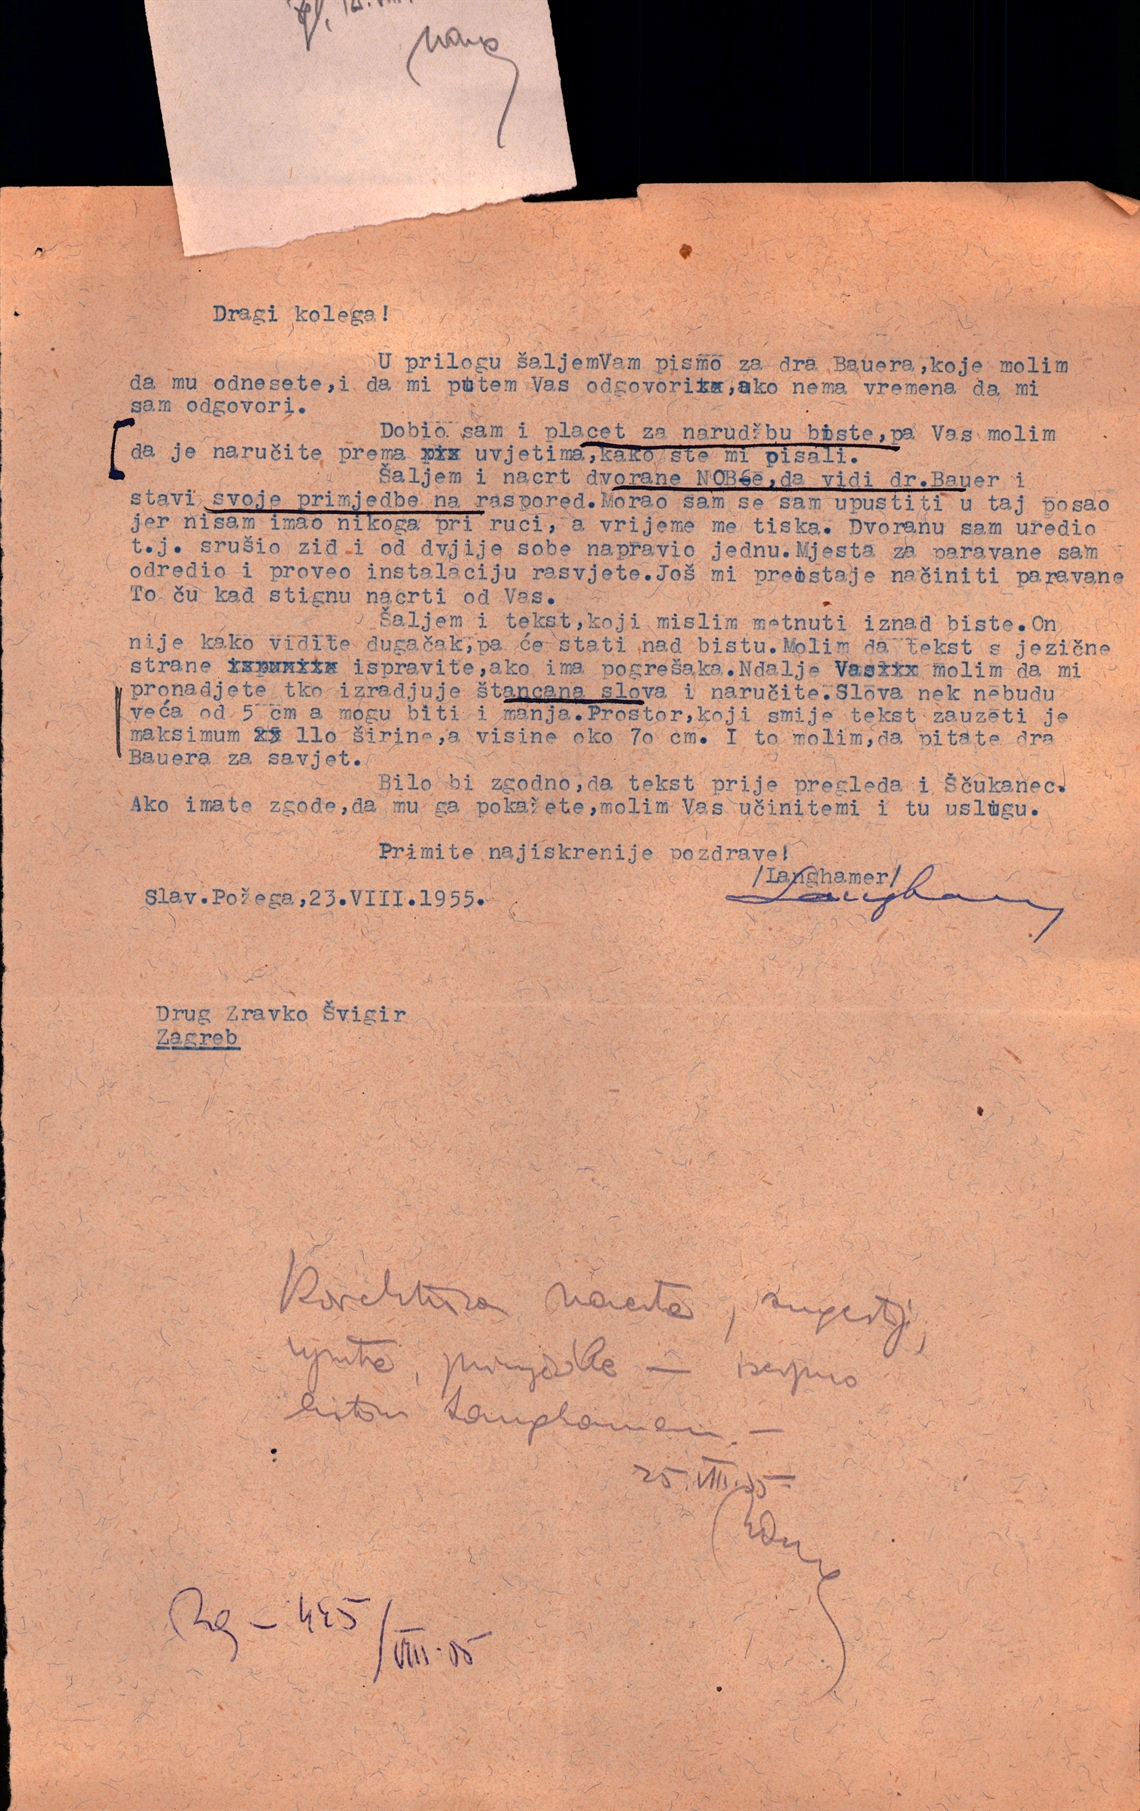 Dragi kolega!
U prilogu šaljemVam pismo za dra Bauera,koje molim
da mu odnesete,i da mi putem Vas odgovori,ako nema vremena da mi
sam odgovori.
Dobio sam i placet za narudžbu biste,pa Vas molim
da je naručite prema uvjetima,kako ste mi pisali.
Šaljem i nacrt dvorane NOB-e,da vidi dr.Bauer i
stavi svoje primjedbe na raspored.Morao sam se sam upustiti u taj posao
jer nisam imao nikoga pri ruci, a vrijeme me tiska. Dvoranu sam uredio
t.j. srušio zid i od dvjije sobe napravio jednu.Mjesta za paravane sam
odredio i proveo instalaciju rasvjete.Još mi preostaje načiniti paravane
To ču kad stignu nacrti od Vas.
Šaljem i tekst,koji mislim metnuti iznad biste.On
nije kako vidite dugačak,pa će stati nad bistu.Molim da tekst s jezične
strane ispravite,ako ima pogrešaka.Ndalje Vas molim da mi
pronadjete tko izradjuje štancana slova i naručite.Slova nek nebudu
veća od 5 cm a mogu biti i manja.Prostor,koji smije tekst zauzeti je
maksimum 110 širine,a visine oko 7o cm. I to molim,da pitate dra
Bauera za savjet.
Bilo bi zgodno,da tekst prije pregleda i Ščukanec.
Ako imate zgode,da mu ga pokažete,molim Vas učinitemi i tu uslugu.
Primite najiskrenije pozdrave!
/Langhamer/
Slav.Požega,23.VIII.1955.
Drug Zravko Švigir
Zagreb
Korektura nacrta,
25.VIII.55-
Rg - 445/VIII-55